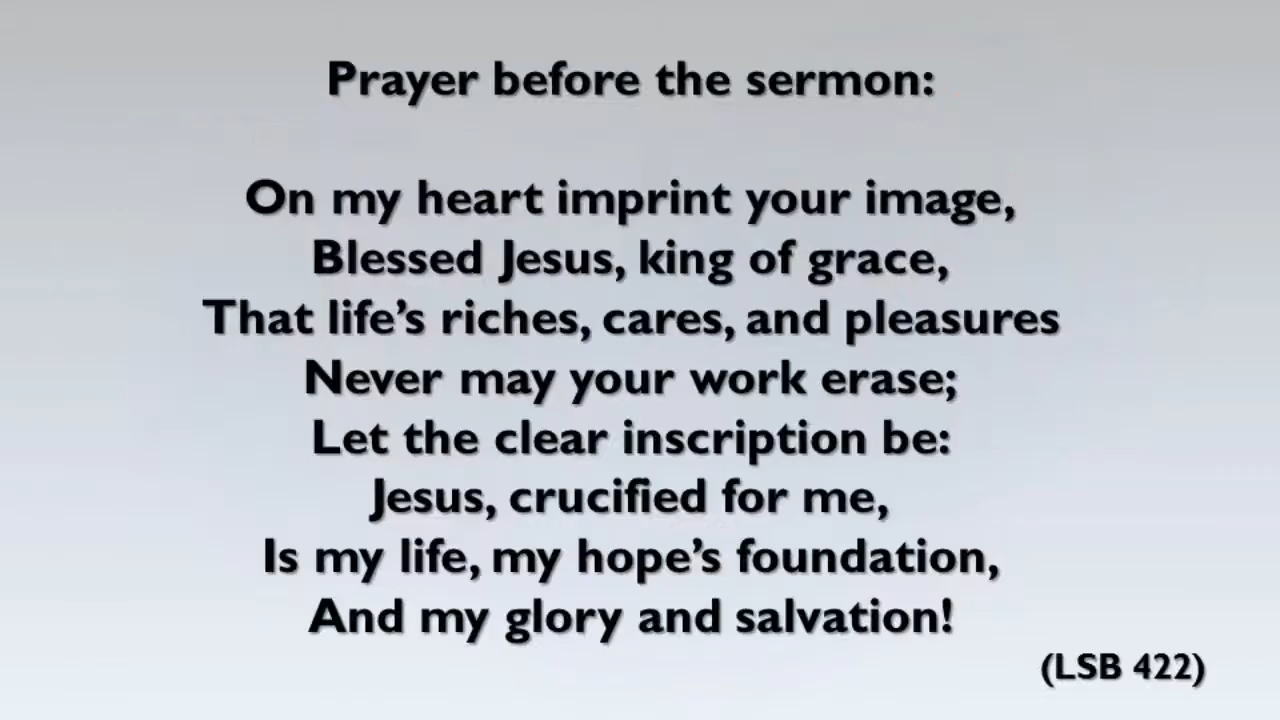 Prayer before the sermon:
On my heart imprint your image,
Blessed Jesus, king of grace,
That life’s riches, cares, and pleasures
Never may your work erase;
Let the clear inscription be:
Jesus, crucified for me,
Is my life, my hope’s foundation,
And my glory and salvation!
(LSB 422)